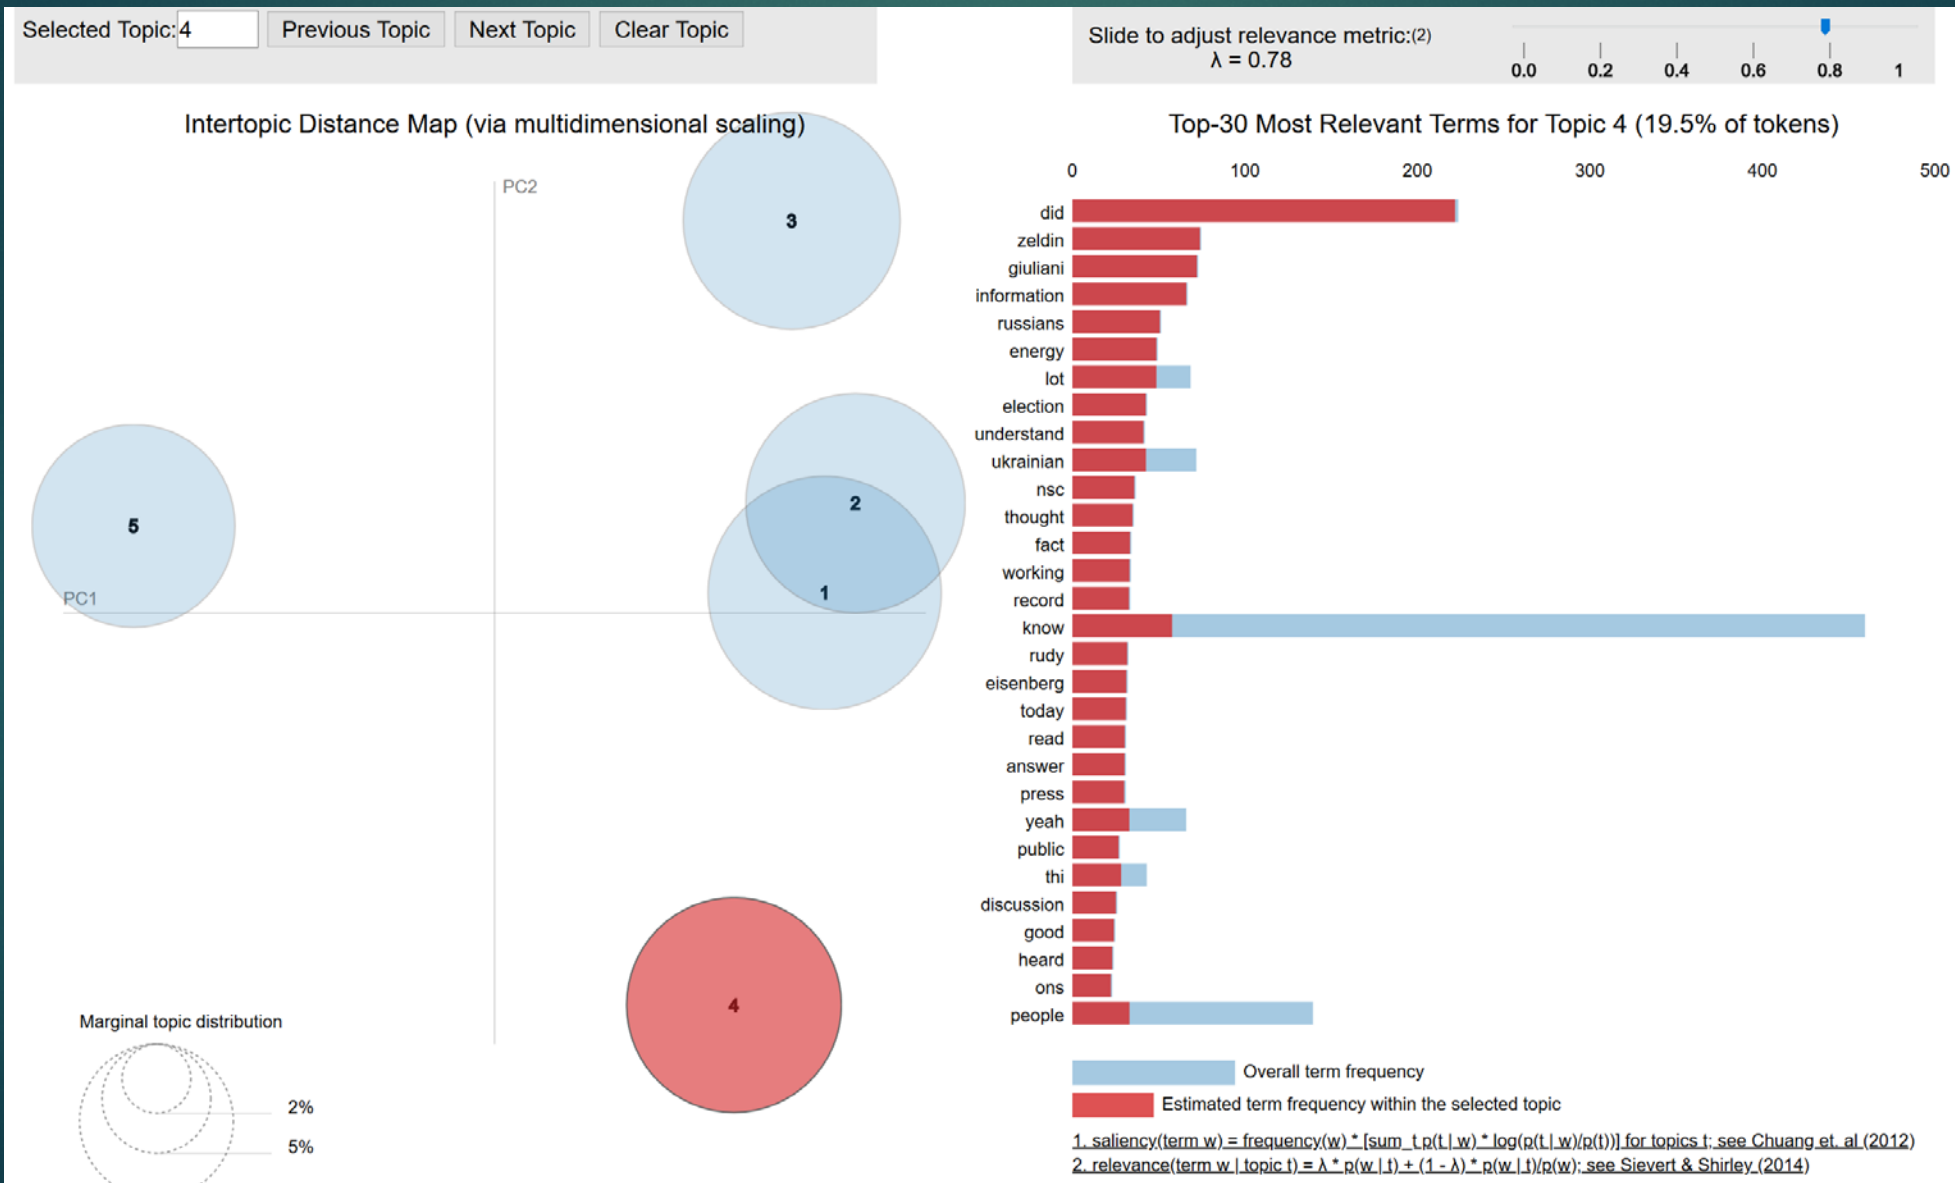 Selected Topic: 4 Previous Topic Next Topic Clear Topic
Slide to adjust relevance metric:(2)
λ = 0.78
0.0 0.2 0.4 0.6 0.8 1
Intertopic Distance Map (via multidimensional scaling)
PC2
3
2
5
1
PC1
4
Marginal topic distribution
2%
5%
Top-30 Most Relevant Terms for Topic 4 (19.5% of tokens)
0 100 200 300 400 500
did
zeldin
giuliani
information
russians
energy
lot
election
understand
ukrainian
nsc
thought
fact
working
record
know
rudy
eisenberg
today
read
answer
press
yeah
public
thi
discussion
good
heard
ons
people
Overall term frequency
Estimated term frequency within the selected topic
1. saliency(term w) = frequency(w) * [sum_t p(t | w) * log(p(t | w)/p(t))] for topics t; see Chuang et. al (2012)
2. relevance(term w | topic t) = λ * p(w | t) + (1 - λ) * p(w | t)/p(w); see Sievert & Shirley (2014)